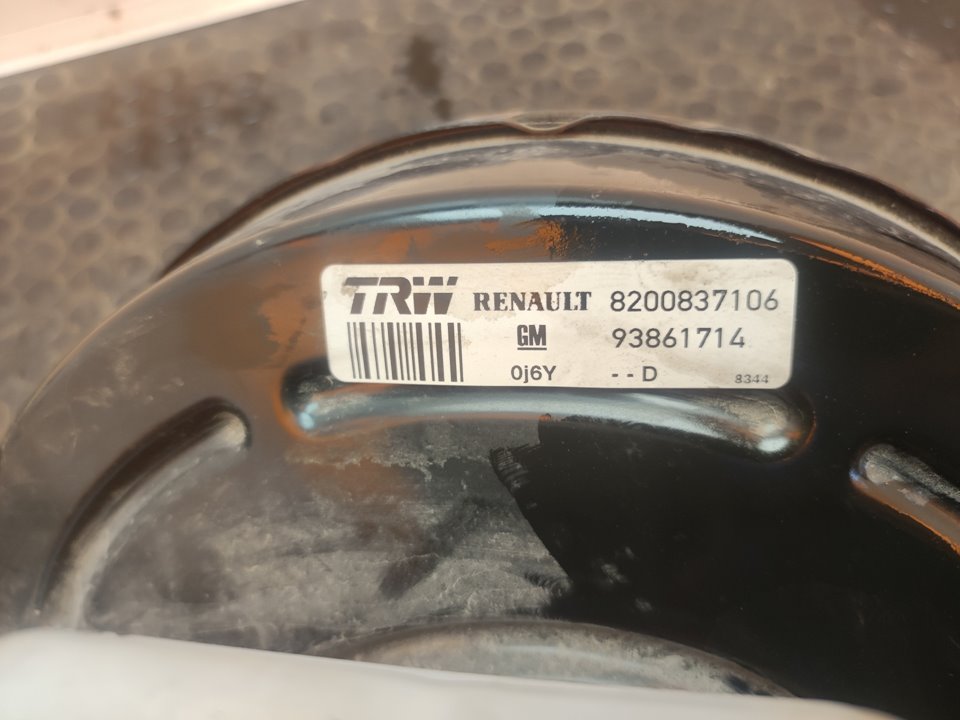 TRW RENAULT 8200837106
GM 93861714
0j6Y --D 8344